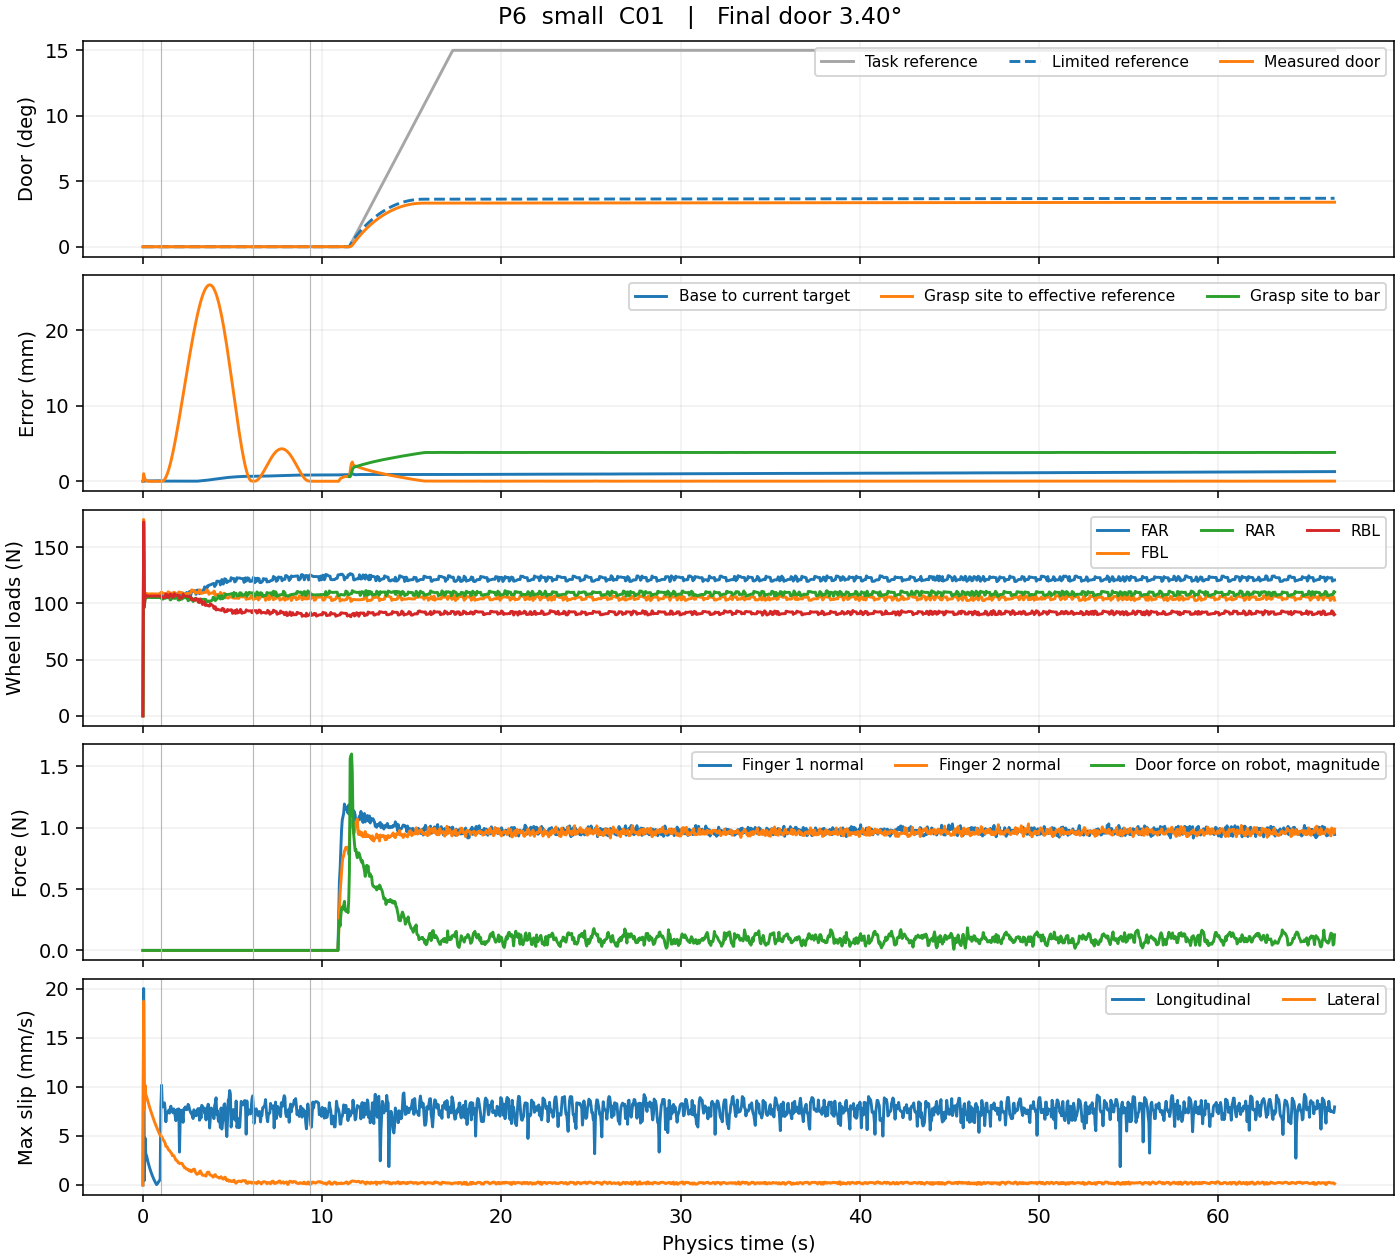 P6  small  C01   |   Final door 3.40°
Door (deg)
15
10
5
0
Task reference
Limited reference
Measured door
Error (mm)
20
10
0
Base to current target
Grasp site to effective reference
Grasp site to bar
Wheel loads (N)
150
100
50
0
FAR
RAR
RBL
FBL
Force (N)
1.5
1.0
0.5
0.0
Finger 1 normal
Finger 2 normal
Door force on robot, magnitude
Max slip (mm/s)
20
15
10
5
0
Longitudinal
Lateral
0
10
20
30
40
50
60
Physics time (s)